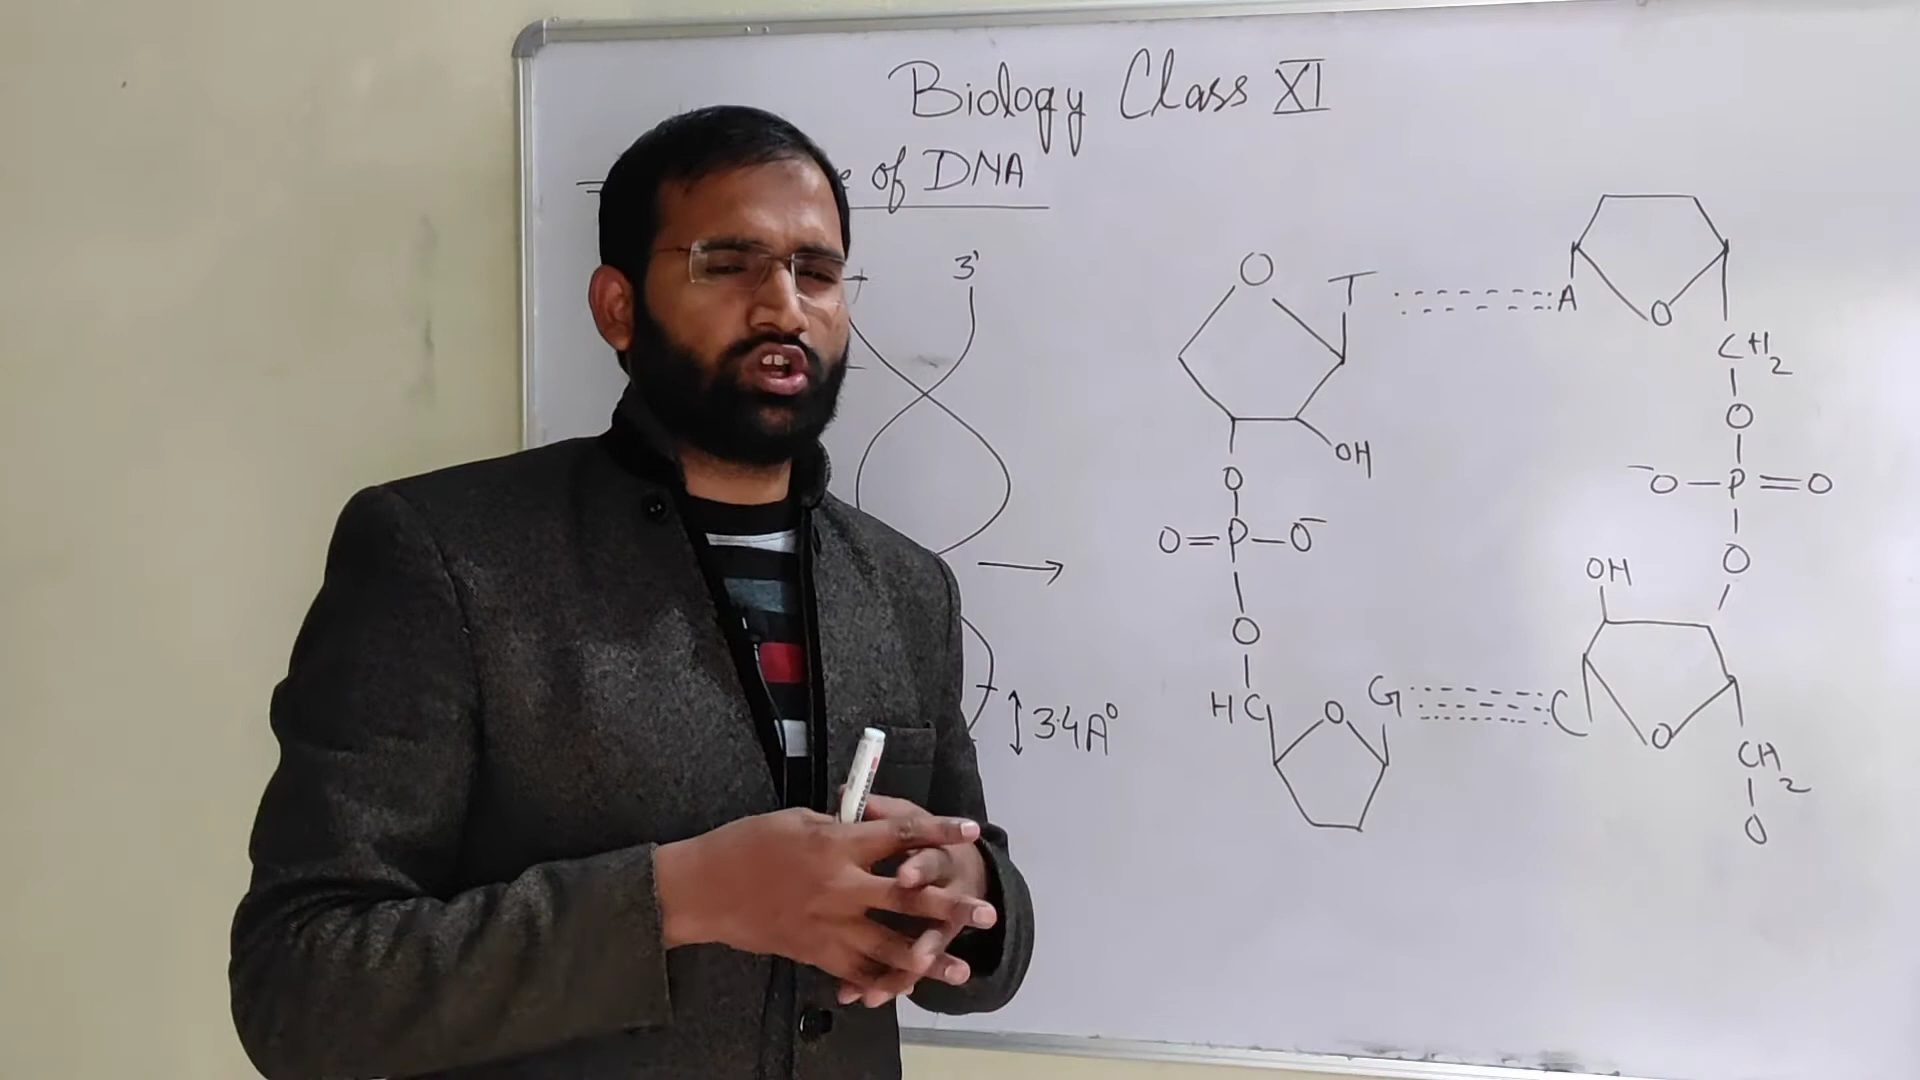 Biology Class XI
of DNA
3'
3.4A°
O
T
A
O
CH2
O
⁻O–P=O
O
OH
O
O=P–O⁻
O
HC
O
G
C
OH
O
CH2
O